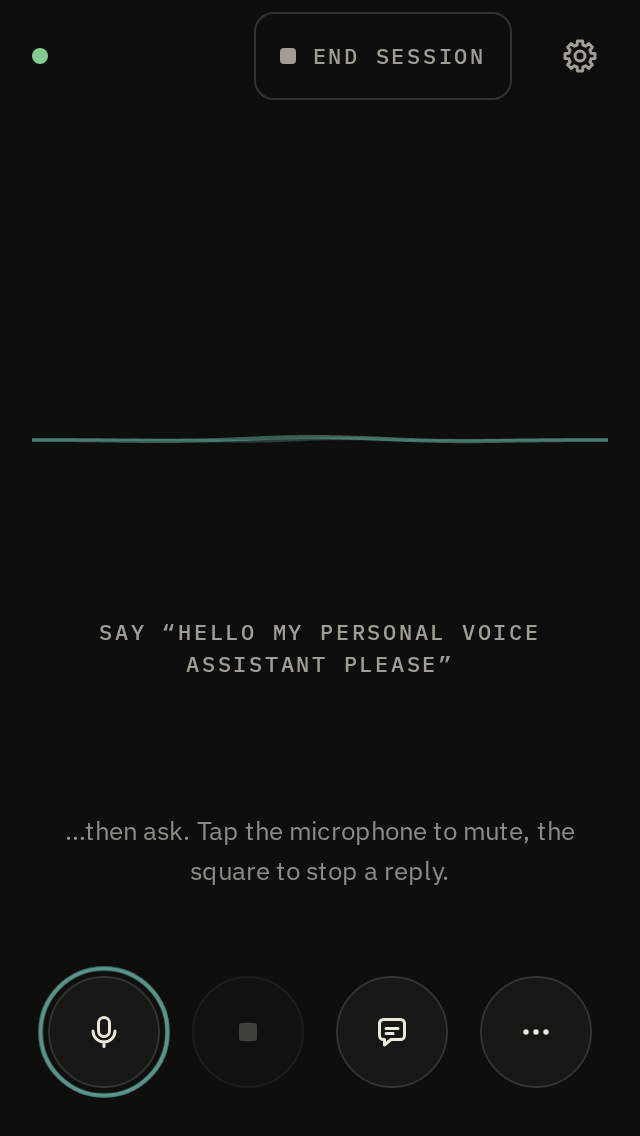 END SESSION
SAY “HELLO MY PERSONAL VOICE
ASSISTANT PLEASE”
…then ask. Tap the microphone to mute, the
square to stop a reply.